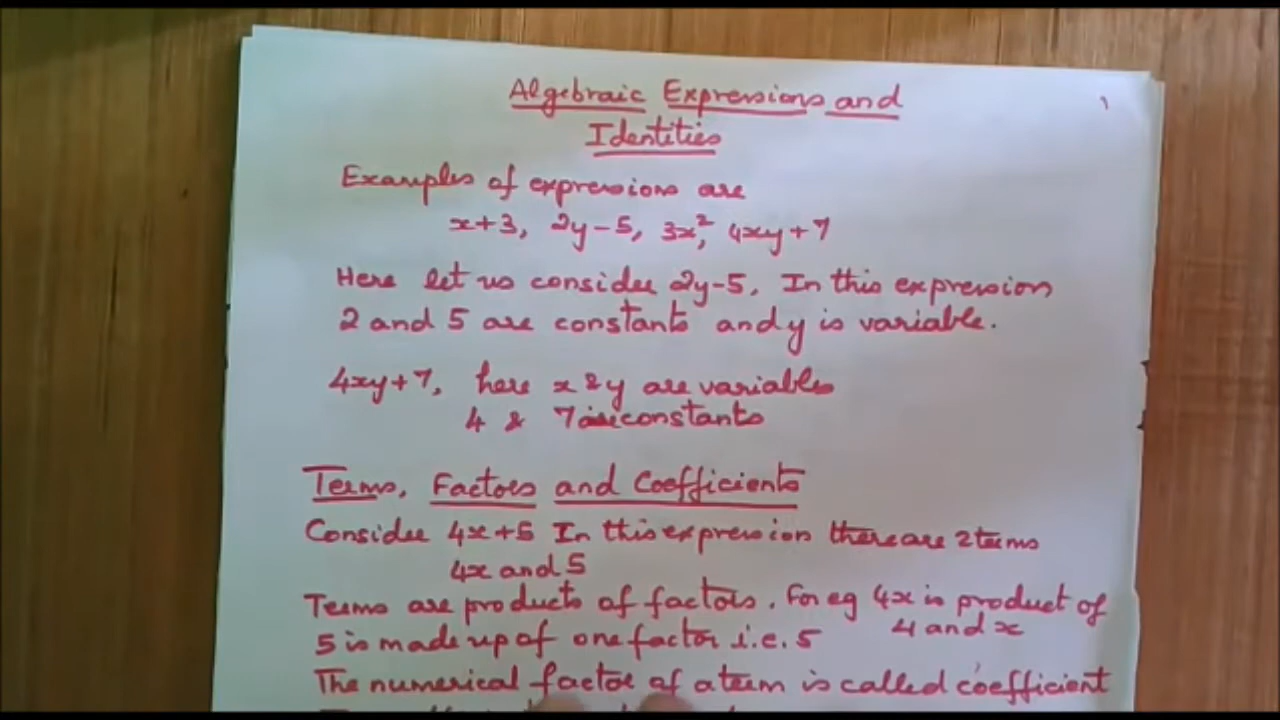 Algebraic Expressions and
Identities
Examples of expressions are
x+3, 2y-5, 3x², 4xy+7
Here let us consider 2y-5. In this expression
2 and 5 are constants and y is variable.
4xy+7, here x & y are variables
4 & 7 are constants
Terms, Factors and Coefficients
Consider 4x+5 In this expression there are 2 terms
4x and 5
Terms are products of factors. For eg 4x is product of
4 and x
5 is made up of one factor i.e. 5
The numerical factor of a term is called coefficient